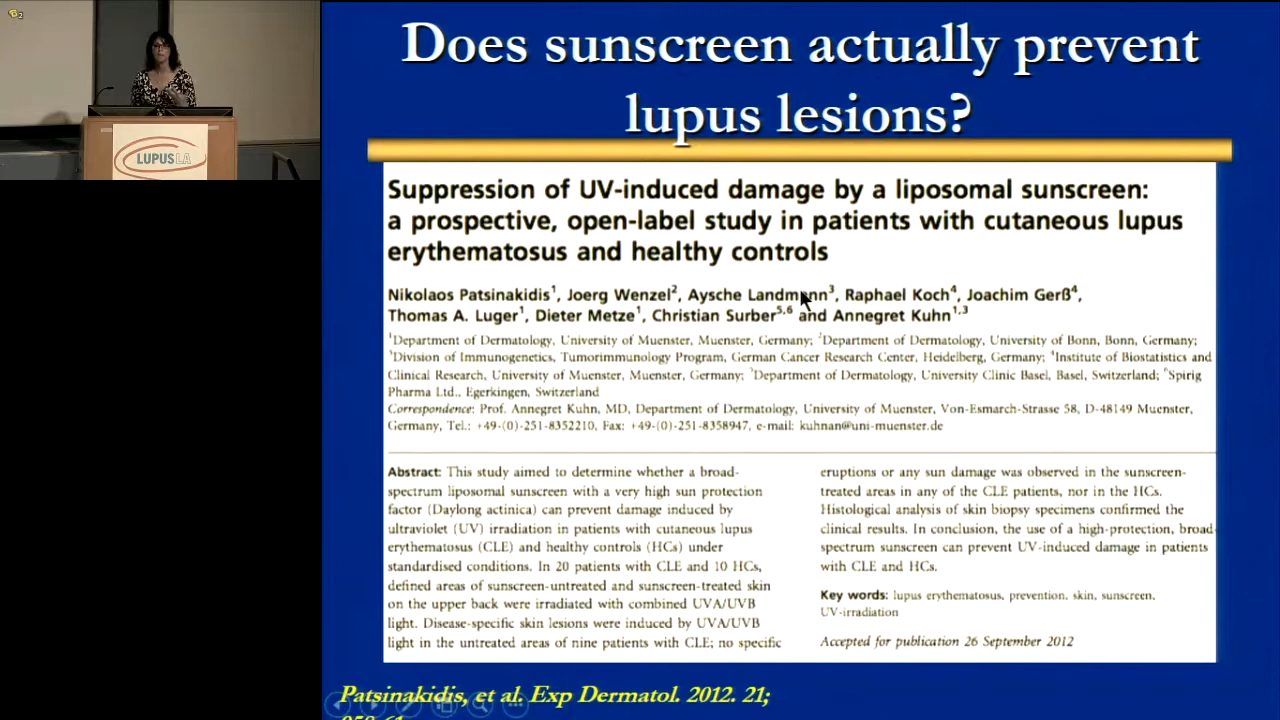 LUPUS LA
Does sunscreen actually prevent
lupus lesions?
Suppression of UV-induced damage by a liposomal sunscreen:
a prospective, open-label study in patients with cutaneous lupus
erythematosus and healthy controls
Nikolaos Patsinakidis1, Joerg Wenzel2, Aysche Landmann3, Raphael Koch4, Joachim Gerß4,
Thomas A. Luger1, Dieter Metze1, Christian Surber5,6 and Annegret Kuhn1,3
1Department of Dermatology, University of Muenster, Muenster, Germany; 2Department of Dermatology, University of Bonn, Bonn, Germany;
3Division of Immunogenetics, Tumorimmunology Program, German Cancer Research Center, Heidelberg, Germany; 4Institute of Biostatistics and
Clinical Research, University of Muenster, Muenster, Germany; 5Department of Dermatology, University Clinic Basel, Basel, Switzerland; 6Spirig
Pharma Ltd., Egerkingen, Switzerland
Correspondence: Prof. Annegret Kuhn, MD, Department of Dermatology, University of Muenster, Von-Esmarch-Strasse 58, D-48149 Muenster,
Germany, Tel.: +49-(0)-251-8352210, Fax: +49-(0)-251-8358947, e-mail: kuhnan@uni-muenster.de
Abstract: This study aimed to determine whether a broad-
spectrum liposomal sunscreen with a very high sun protection
factor (Daylong actinica) can prevent damage induced by
ultraviolet (UV) irradiation in patients with cutaneous lupus
erythematosus (CLE) and healthy controls (HCs) under
standardised conditions. In 20 patients with CLE and 10 HCs,
defined areas of sunscreen-untreated and sunscreen-treated skin
on the upper back were irradiated with combined UVA/UVB
light. Disease-specific skin lesions were induced by UVA/UVB
light in the untreated areas of nine patients with CLE; no specific
eruptions or any sun damage was observed in the sunscreen-
treated areas in any of the CLE patients, nor in the HCs.
Histological analysis of skin biopsy specimens confirmed the
clinical results. In conclusion, the use of a high-protection, broad-
spectrum sunscreen can prevent UV-induced damage in patients
with CLE and HCs.
Key words: lupus erythematosus, prevention, skin, sunscreen,
UV-irradiation
Accepted for publication 26 September 2012
Patsinakidis, et al. Exp Dermatol. 2012. 21;